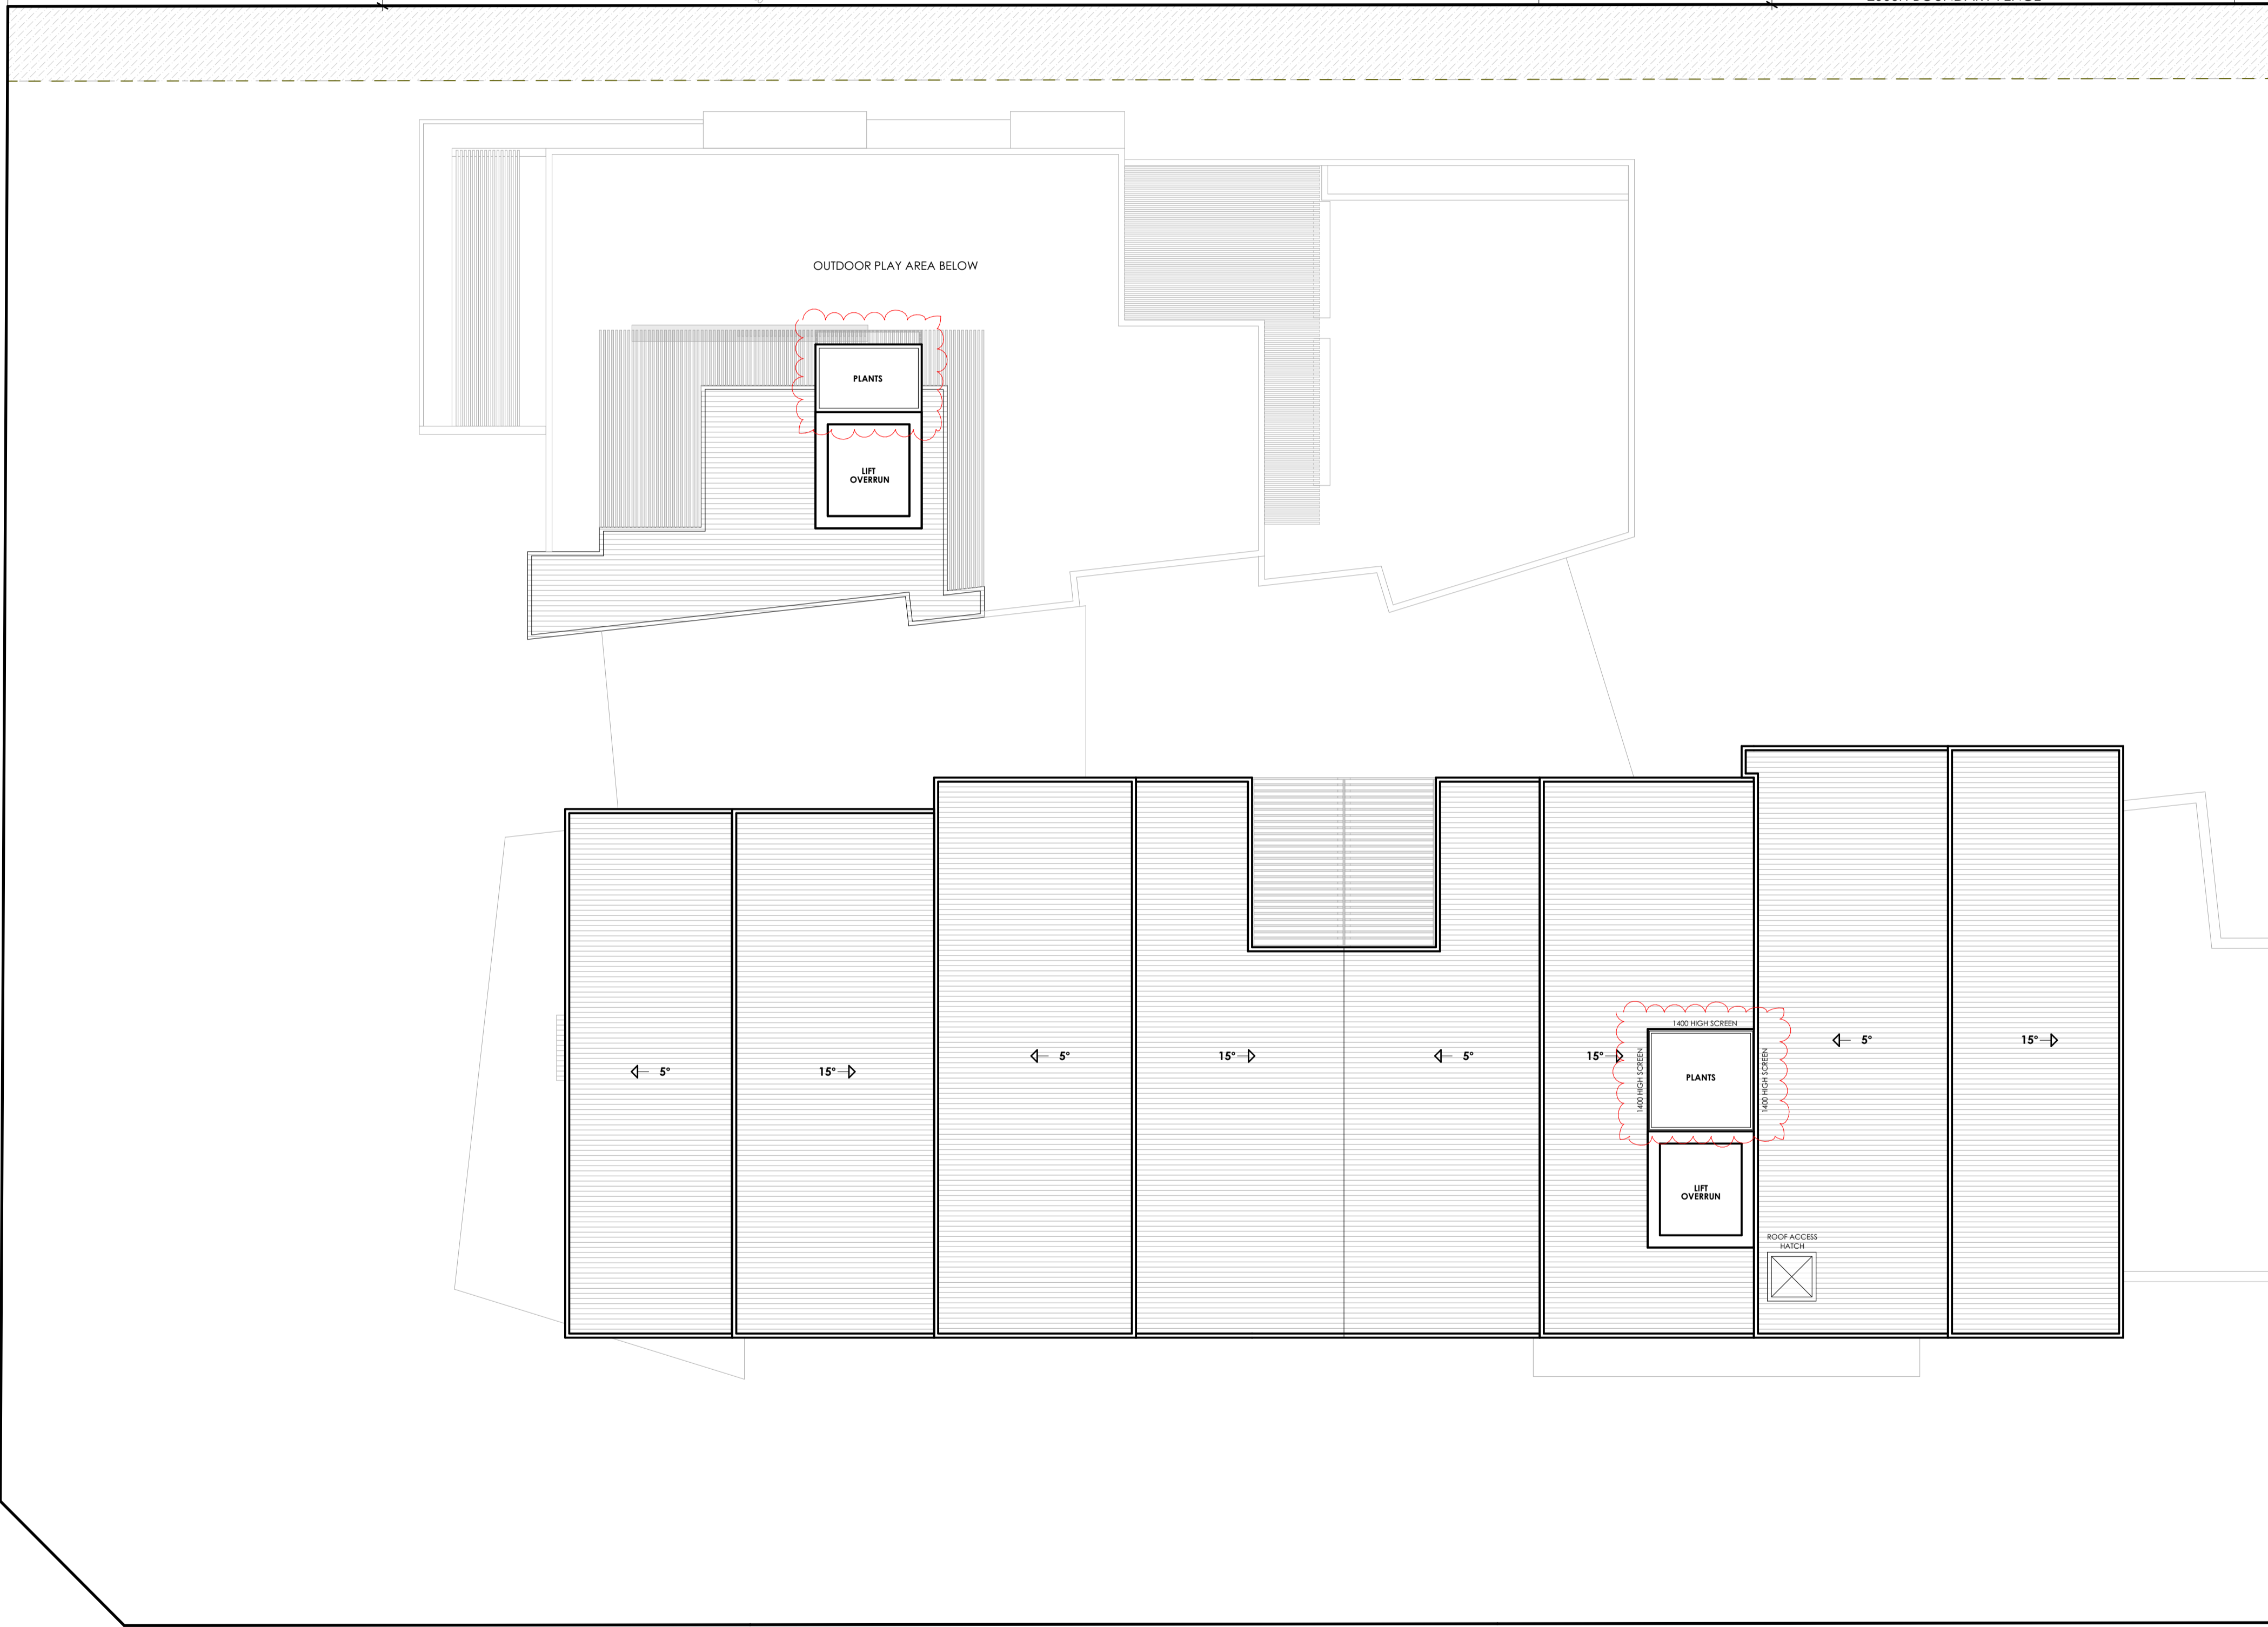 OUTDOOR PLAY AREA BELOW
PLANTS
LIFT
OVERRUN
1400 HIGH SCREEN
1400 HIGH SCREEN
1400 HIGH SCREEN
PLANTS
LIFT
OVERRUN
ROOF ACCESS
HATCH
5°
15°
5°
15°
5°
15°
5°
15°